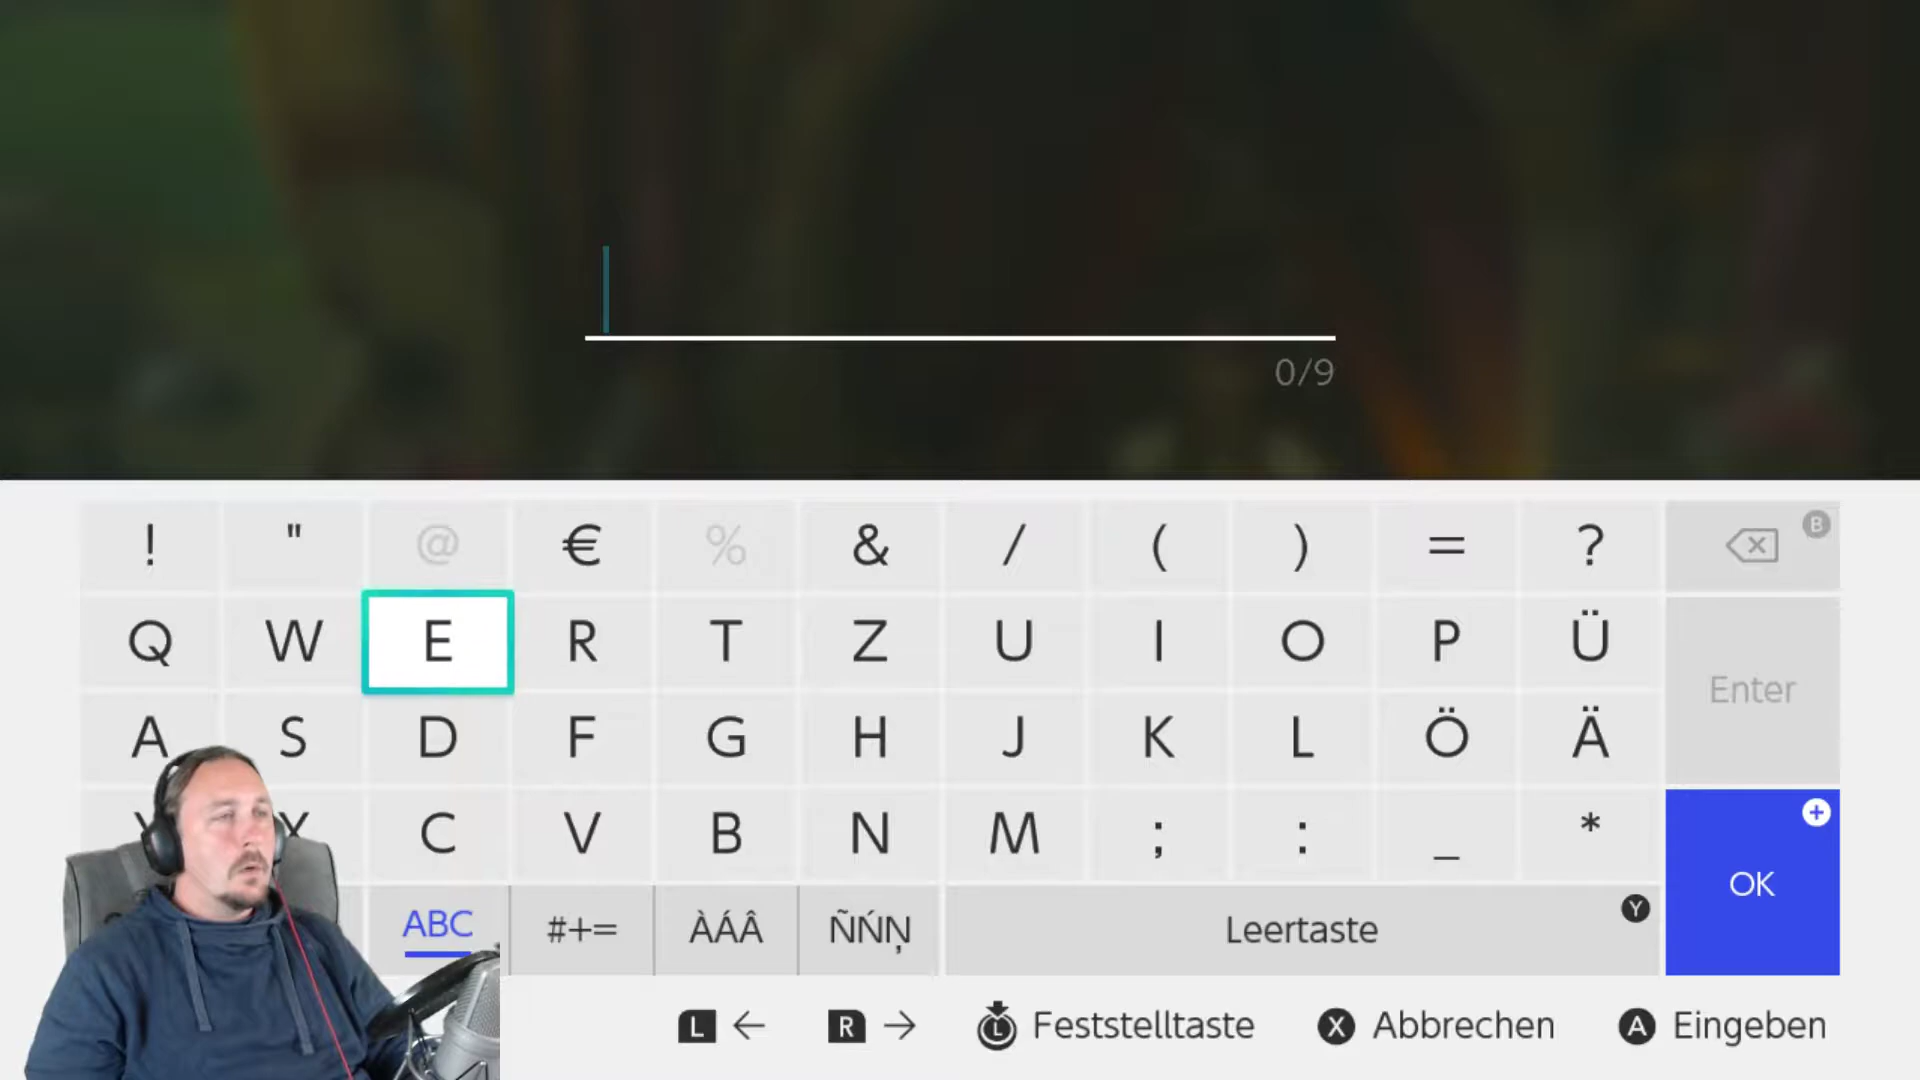 0/9
! " @ € % & / ( ) = ? B
Q W E R T Z U I O P Ü Enter
A S D F G H J K L Ö Ä
Y X C V B N M ; : _ * + OK
ABC #+= ÀÁÂ ÑŃŅ Leertaste Y
L ← R → L Feststelltaste X Abbrechen A Eingeben